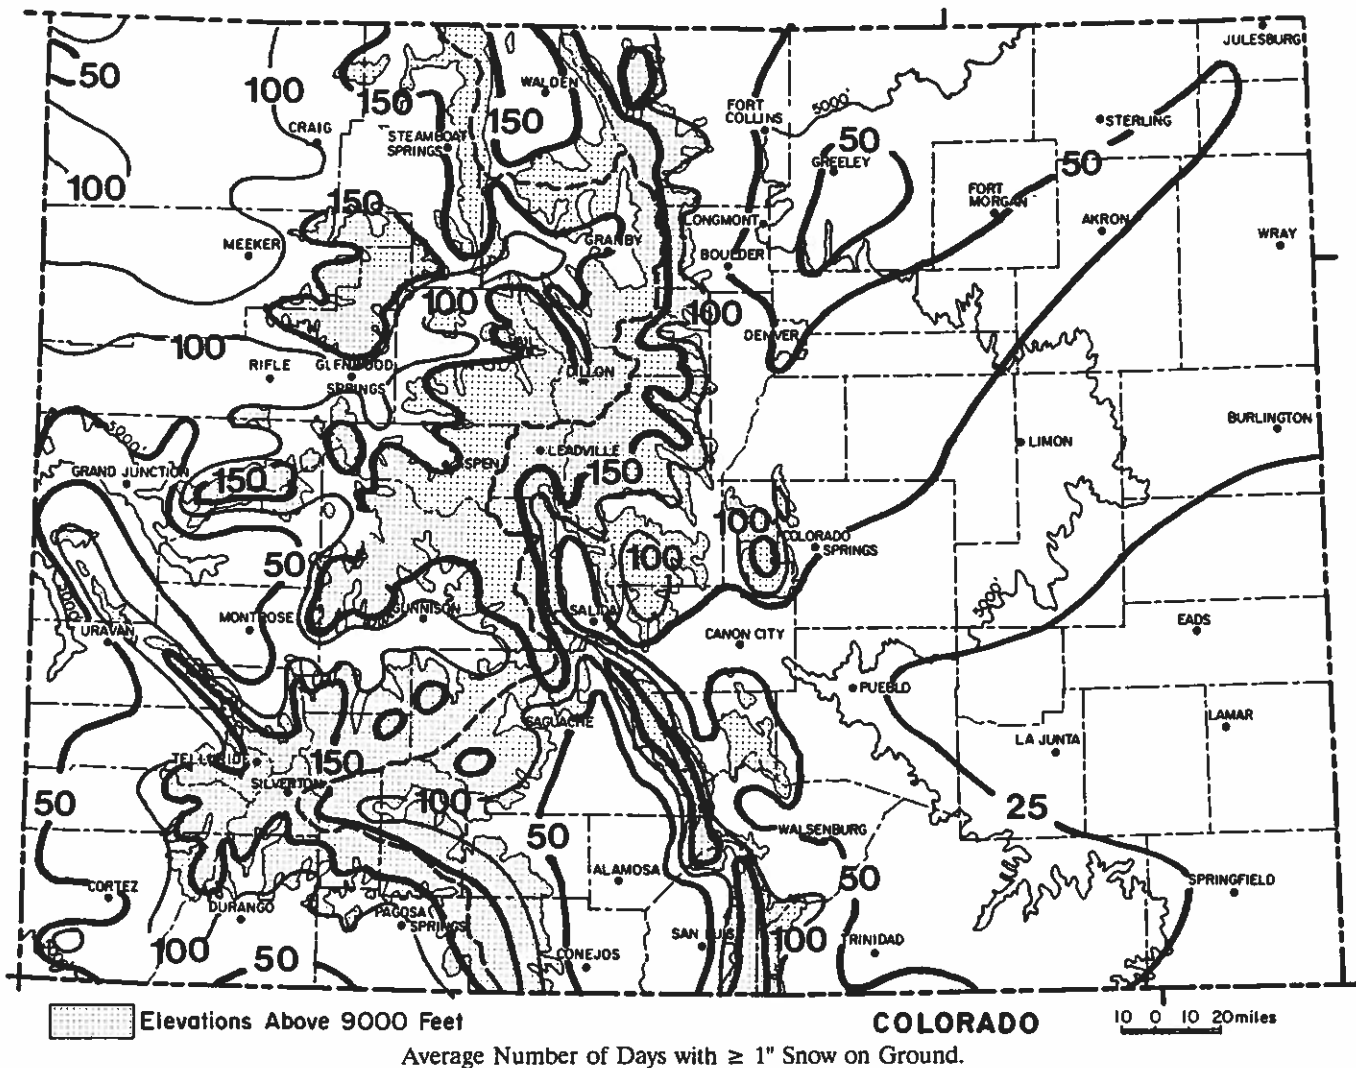 JULESBURG
50
100
150
WALDEN
5000'
FORT
COLLINS
150
CRAIG
STEAMBOAT
SPRINGS
STERLING
50
GREELEY
50
100
150
FORT
MORGAN
LONGMONT
AKRON
MEEKER
GRANBY
WRAY
BOULDER
100
100
DENVER
100
RIFLE
GLENWOOD
SPRINGS
VAIL
DILLON
BURLINGTON
5000'
LIMON
GRAND JUNCTION
150
ASPEN
LEADVILLE
150
100
COLORADO
SPRINGS
100
50
5000'
5000'
MONTROSE
GUNNISON
SALIDA
EADS
URAVAN
CANON CITY
PUEBLO
SAGUACHE
LAMAR
LA JUNTA
TELLURIDE
150
SILVERTON
50
100
25
50
WALSENBURG
ALAMOSA
50
SPRINGFIELD
CORTEZ
DURANGO
PAGOSA
SPRINGS
SAN LUIS
100
TRINIDAD
100
50
CONEJOS
Elevations Above 9000 Feet
COLORADO
10 0 10 20 miles
Average Number of Days with ≥ 1" Snow on Ground.